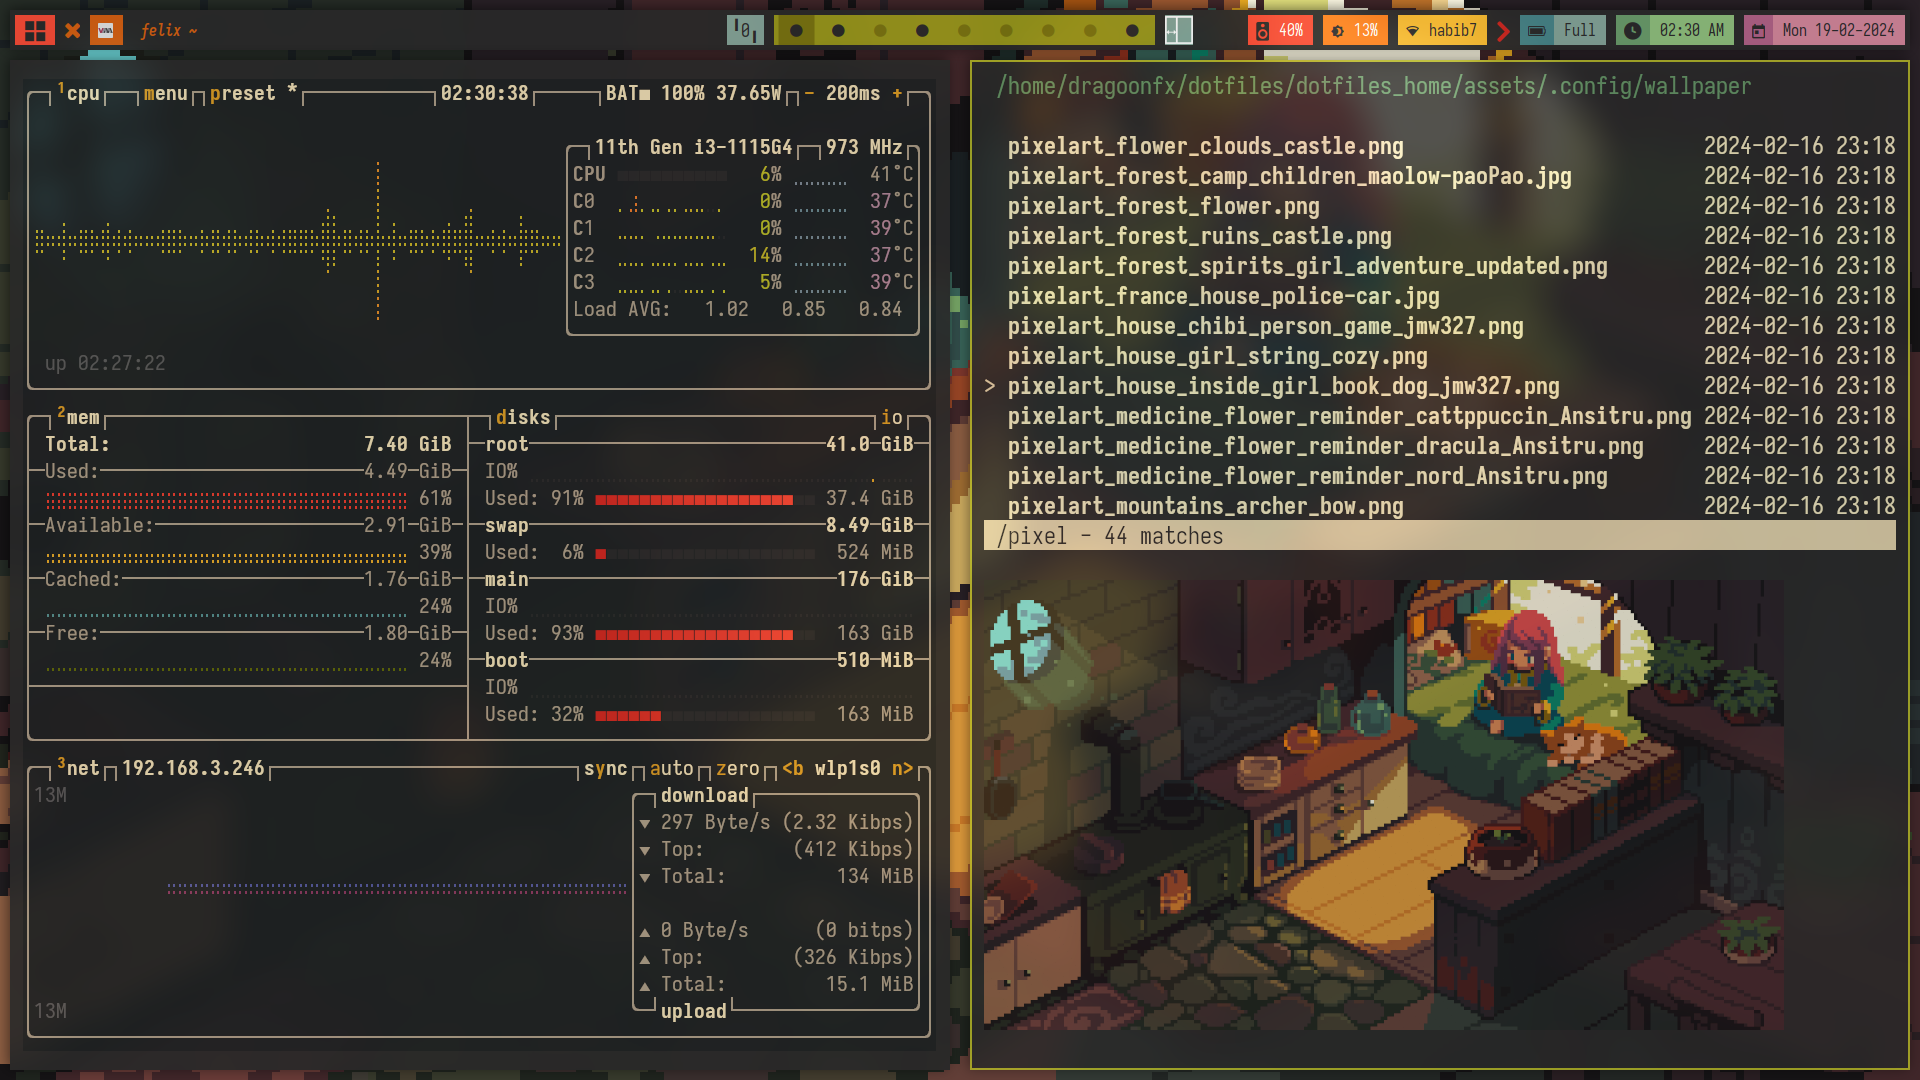 felix ~
0
40%
13%
habib7
Full
02:30 AM
Mon 19-02-2024
1cpu menu preset * 02:30:38 BAT■ 100% 37.65W - 200ms +
11th Gen i3-1115G4 973 MHz
CPU 6% 41°C
C0 0% 37°C
C1 0% 39°C
C2 14% 37°C
C3 5% 39°C
Load AVG: 1.02 0.85 0.84
up 02:27:22
2mem
Total: 7.40 GiB
Used: 4.49 GiB
61%
Available: 2.91 GiB
39%
Cached: 1.76 GiB
24%
Free: 1.80 GiB
24%
disks io
root 41.0 GiB
IO%
Used: 91% 37.4 GiB
swap 8.49 GiB
Used: 6% 524 MiB
main 176 GiB
IO%
Used: 93% 163 GiB
boot 510 MiB
IO%
Used: 32% 163 MiB
3net 192.168.3.246 sync auto zero <b wlp1s0 n>
13M
download
▼ 297 Byte/s (2.32 Kibps)
▼ Top: (412 Kibps)
▼ Total: 134 MiB
▲ 0 Byte/s (0 bitps)
▲ Top: (326 Kibps)
▲ Total: 15.1 MiB
upload
13M
/home/dragoonfx/dotfiles/dotfiles_home/assets/.config/wallpaper
pixelart_flower_clouds_castle.png 2024-02-16 23:18
pixelart_forest_camp_children_maolow-paoPao.jpg 2024-02-16 23:18
pixelart_forest_flower.png 2024-02-16 23:18
pixelart_forest_ruins_castle.png 2024-02-16 23:18
pixelart_forest_spirits_girl_adventure_updated.png 2024-02-16 23:18
pixelart_france_house_police-car.jpg 2024-02-16 23:18
pixelart_house_chibi_person_game_jmw327.png 2024-02-16 23:18
pixelart_house_girl_string_cozy.png 2024-02-16 23:18
> pixelart_house_inside_girl_book_dog_jmw327.png 2024-02-16 23:18
pixelart_medicine_flower_reminder_cattppuccin_Ansitru.png 2024-02-16 23:18
pixelart_medicine_flower_reminder_dracula_Ansitru.png 2024-02-16 23:18
pixelart_medicine_flower_reminder_nord_Ansitru.png 2024-02-16 23:18
pixelart_mountains_archer_bow.png 2024-02-16 23:18
/pixel - 44 matches